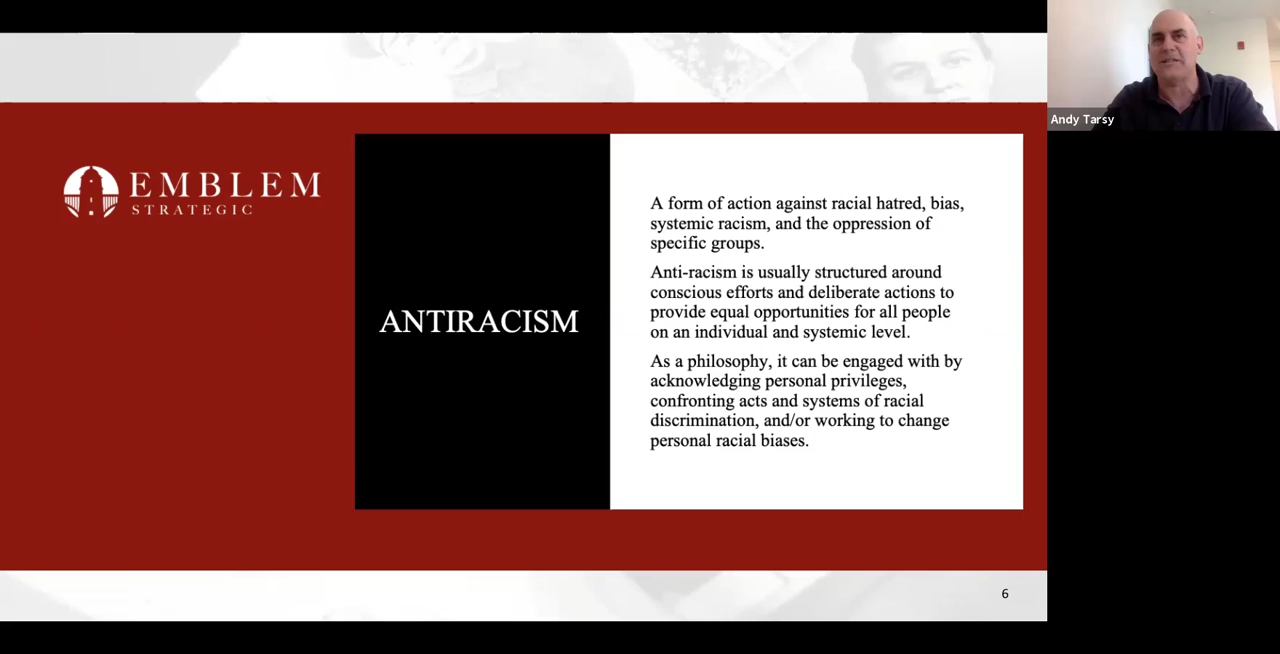 EMBLEM
STRATEGIC
ANTIRACISM
A form of action against racial hatred, bias,
systemic racism, and the oppression of
specific groups.
Anti-racism is usually structured around
conscious efforts and deliberate actions to
provide equal opportunities for all people
on an individual and systemic level.
As a philosophy, it can be engaged with by
acknowledging personal privileges,
confronting acts and systems of racial
discrimination, and/or working to change
personal racial biases.
6
Andy Tarsy